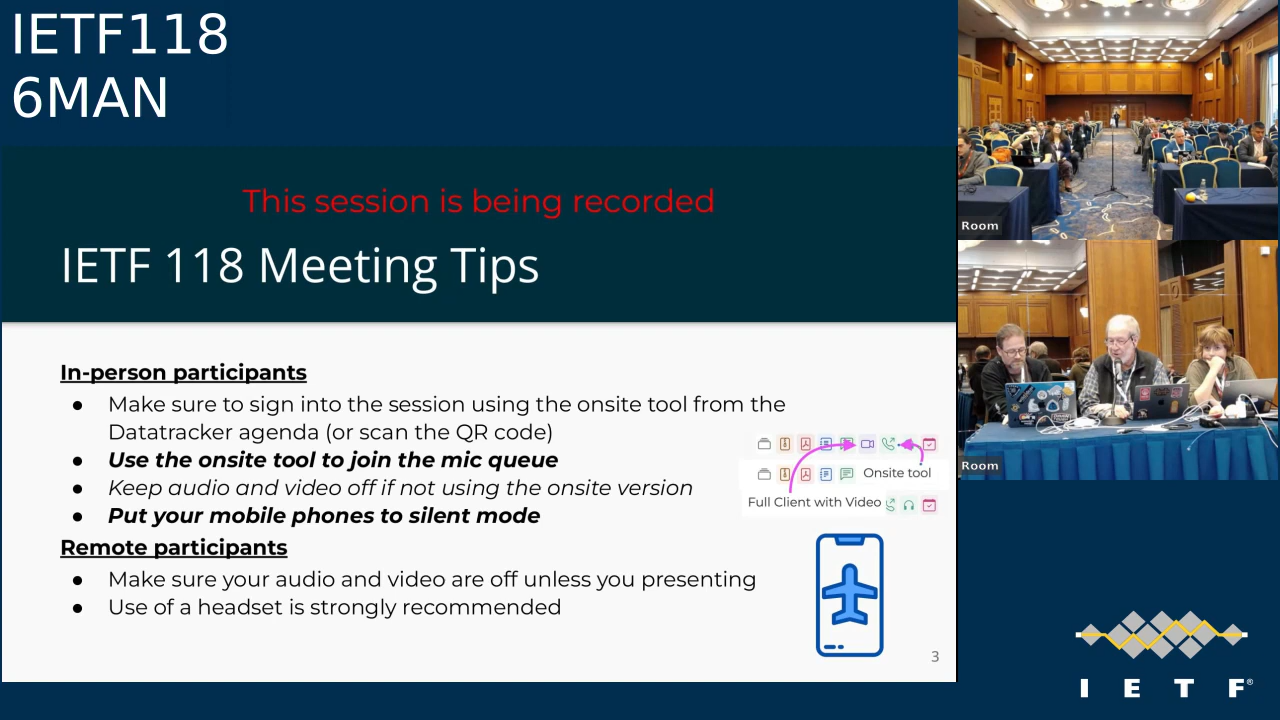 IETF118
6MAN
This session is being recorded
IETF 118 Meeting Tips
In-person participants
● Make sure to sign into the session using the onsite tool from the
Datatracker agenda (or scan the QR code)
● Use the onsite tool to join the mic queue
● Keep audio and video off if not using the onsite version
● Put your mobile phones to silent mode
Onsite tool
Full Client with Video
Remote participants
● Make sure your audio and video are off unless you presenting
● Use of a headset is strongly recommended
3
Room
Room
I E T F®